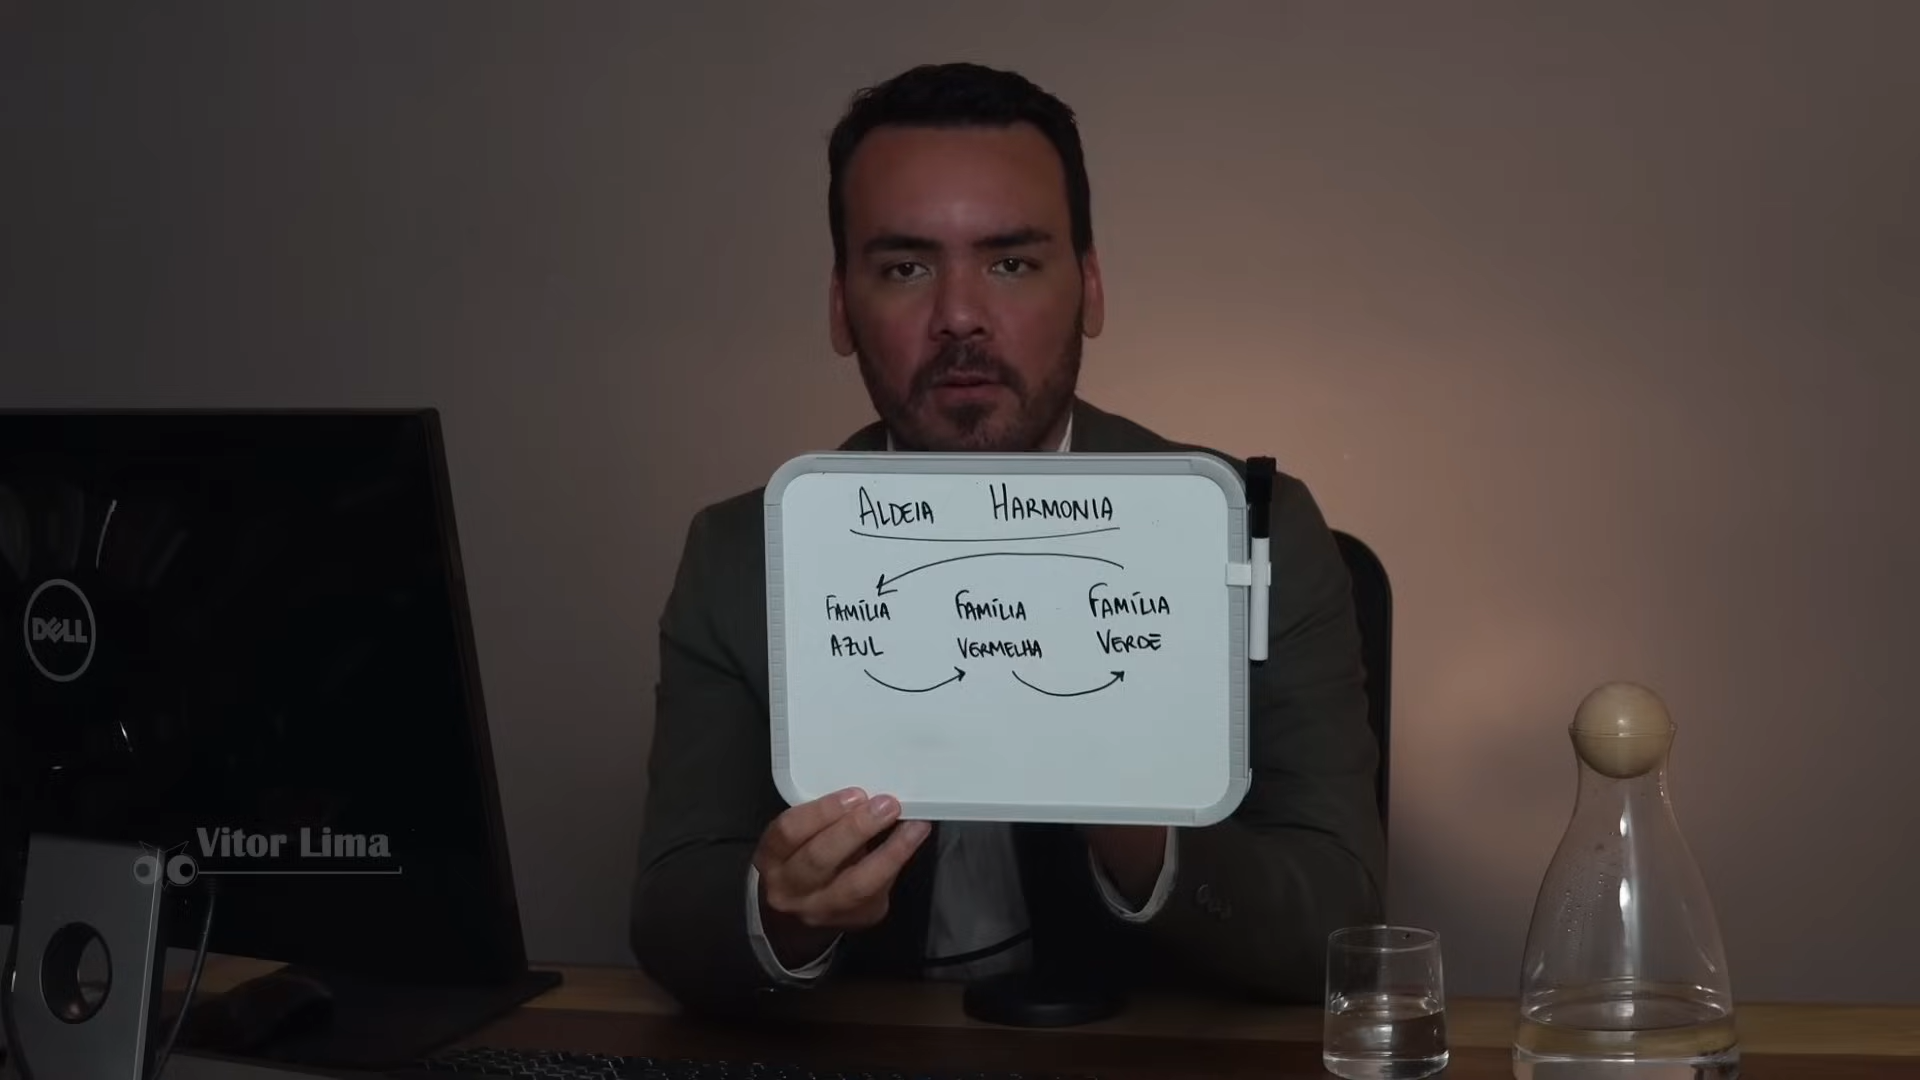 ALDEIA HARMONIA
FAMÍLIA FAMÍLIA FAMÍLIA
AZUL VERMELHA VERDE
DELL
Vitor Lima